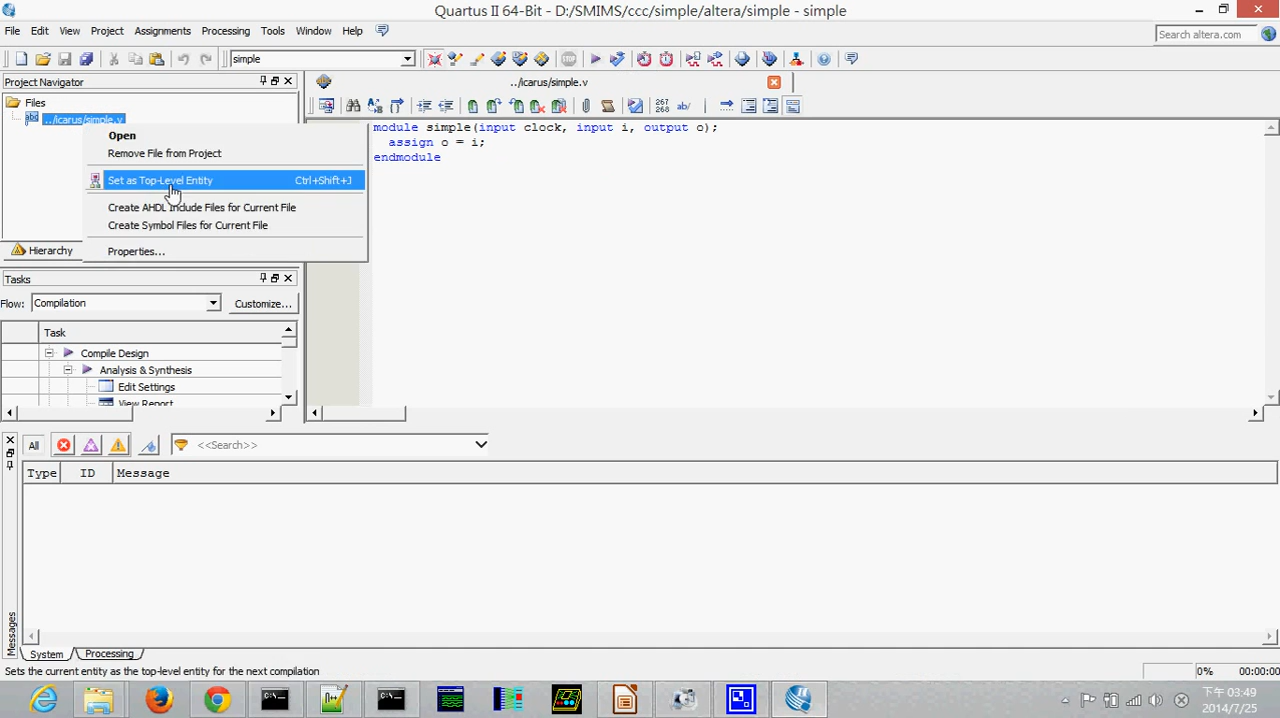 Quartus II 64-Bit - D:/SMIMS/ccc/simple/altera/simple - simple
File Edit View Project Assignments Processing Tools Window Help
Search altera.com
simple
Project Navigator
../icarus/simple.v
Files
../icarus/simple.v
267
268
ab/
module simple(input clock, input i, output o);
assign o = i;
endmodule
Open
Remove File from Project
Set as Top-Level Entity Ctrl+Shift+J
Create AHDL Include Files for Current File
Create Symbol Files for Current File
Properties...
Hierarchy
Tasks
Flow: Compilation Customize...
Task
Compile Design
Analysis & Synthesis
Edit Settings
View Report
All <<Search>>
Type ID Message
Messages
System Processing
Sets the current entity as the top-level entity for the next compilation 0% 00:00:00
下午 03:49
2014/7/25